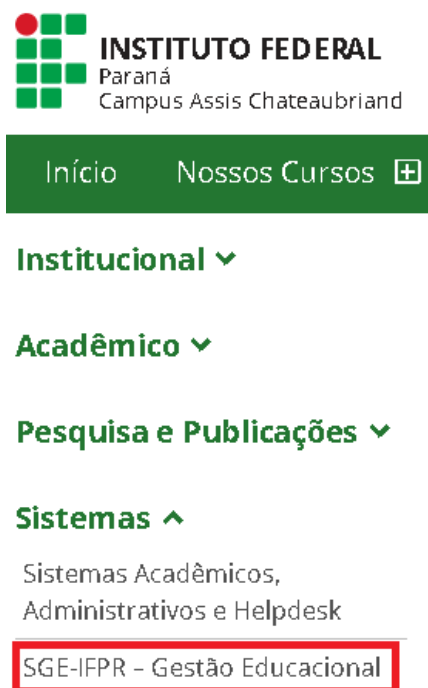 INSTITUTO FEDERAL
Paraná
Campus Assis Chateaubriand
Início Nossos Cursos
Institucional
Acadêmico
Pesquisa e Publicações
Sistemas
Sistemas Acadêmicos,
Administrativos e Helpdesk
SGE-IFPR – Gestão Educacional